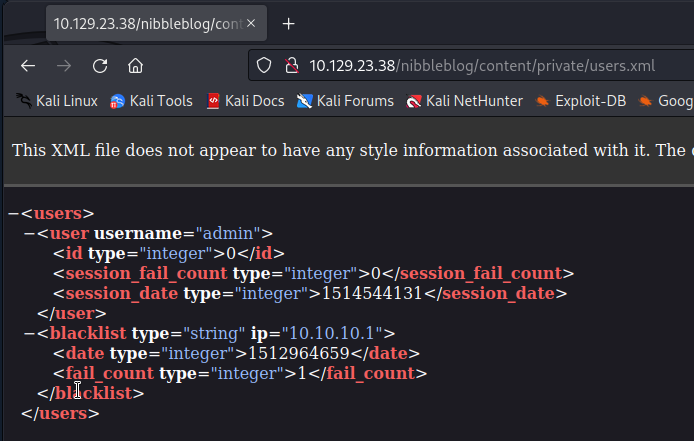 10.129.23.38/nibbleblog/cont
10.129.23.38/nibbleblog/content/private/users.xml
Kali Linux Kali Tools Kali Docs Kali Forums Kali NetHunter Exploit-DB Goog
This XML file does not appear to have any style information associated with it. The
−<users>
−<user username="admin">
<id type="integer">0</id>
<session_fail_count type="integer">0</session_fail_count>
<session_date type="integer">1514544131</session_date>
</user>
−<blacklist type="string" ip="10.10.10.1">
<date type="integer">1512964659</date>
<fail_count type="integer">1</fail_count>
</blacklist>
</users>